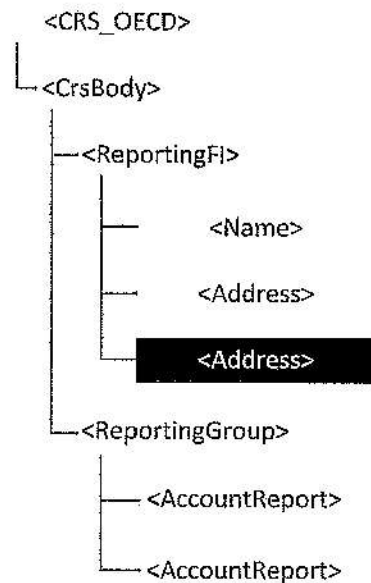 <CRS_OECD>
<CrsBody>
<ReportingFI>
<Name>
<Address>
<Address>
<ReportingGroup>
<AccountReport>
<AccountReport>